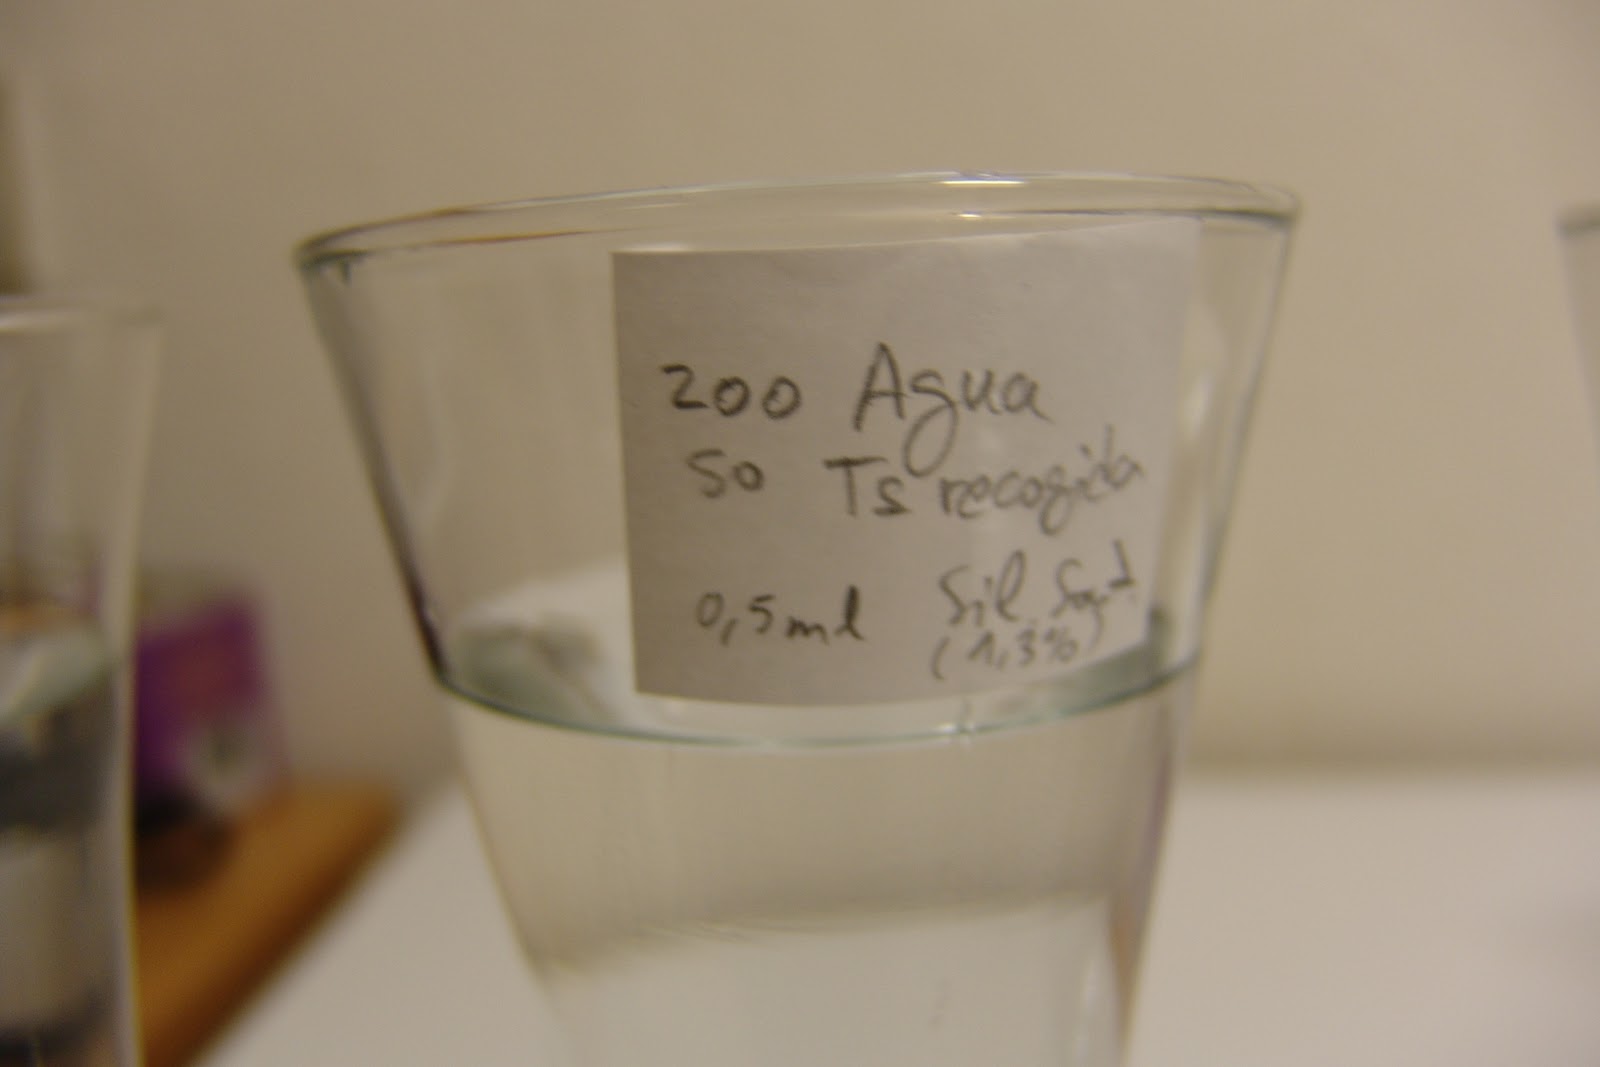 200 Agua
50 Ts recogida
0,5ml Sil.
(1,3%)